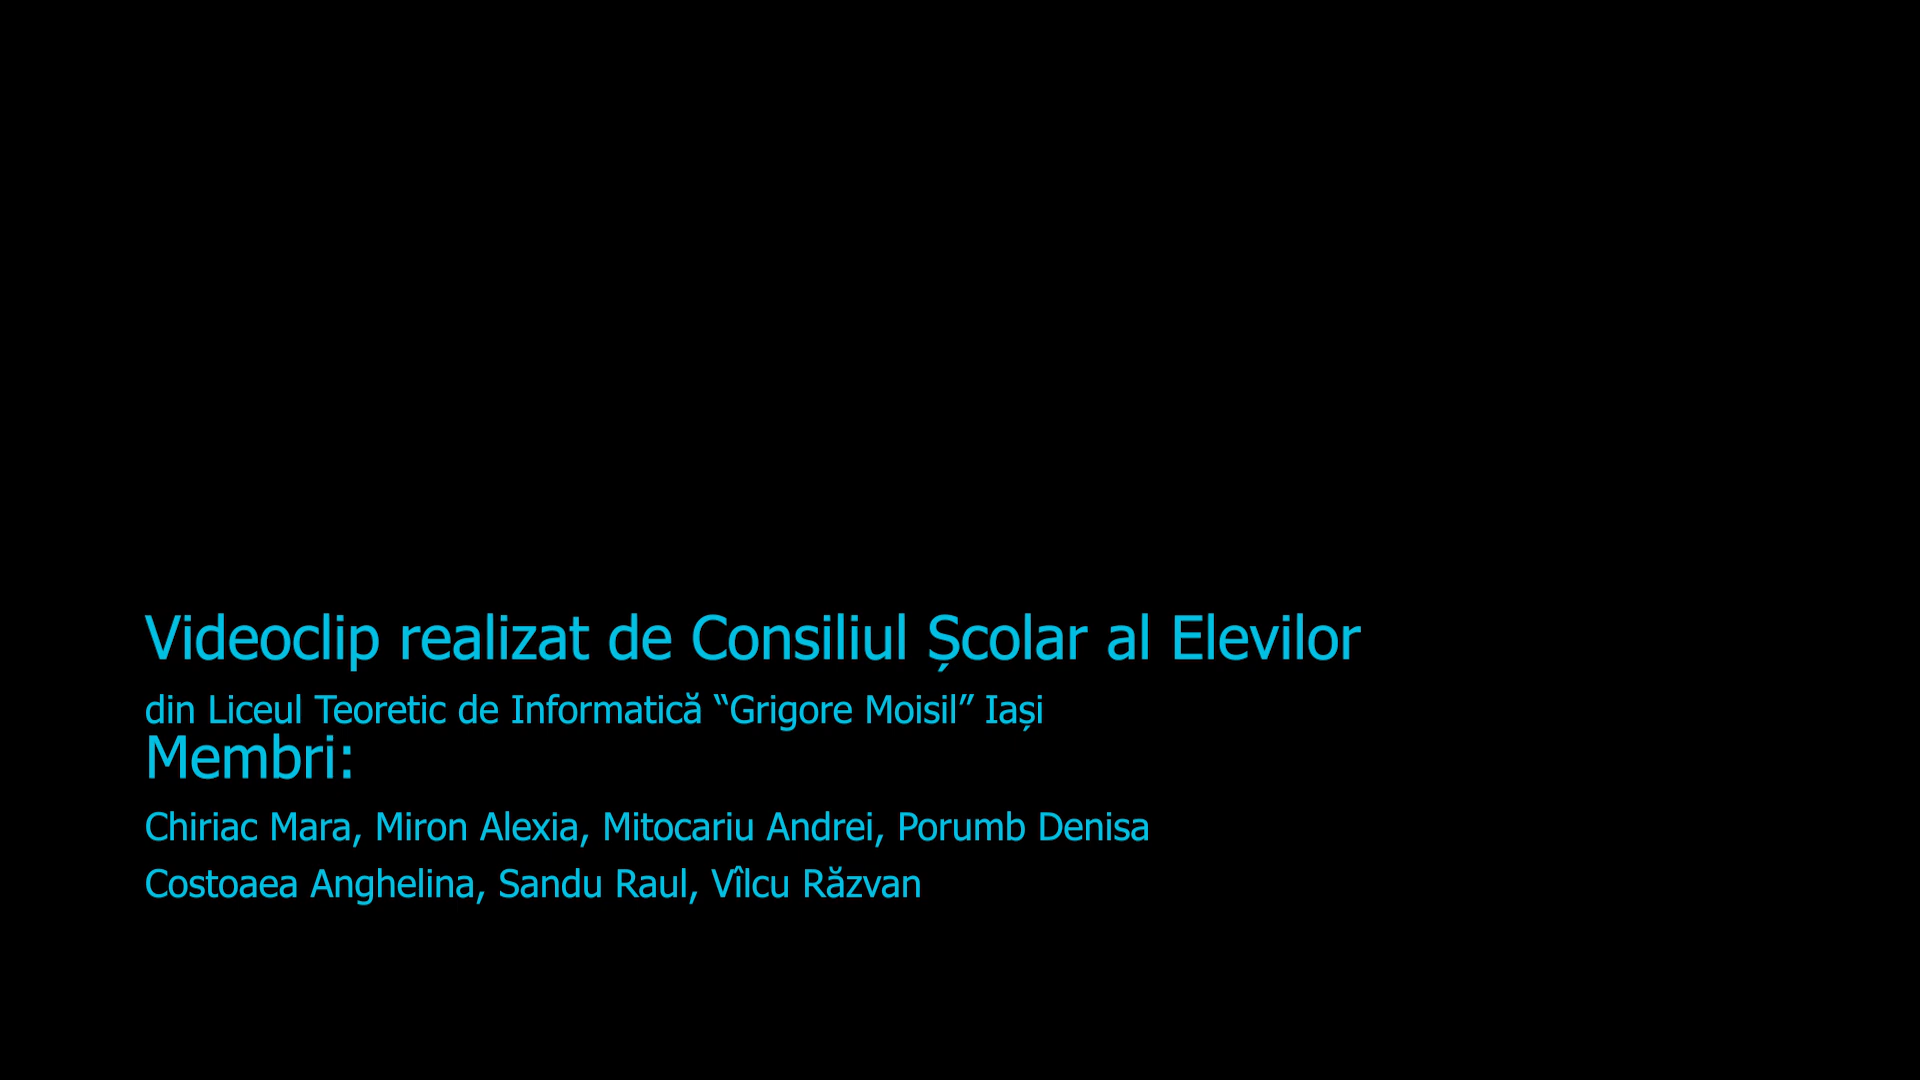 Videoclip realizat de Consiliul Școlar al Elevilor
din Liceul Teoretic de Informatică “Grigore Moisil” Iași
Membri:
Chiriac Mara, Miron Alexia, Mitocariu Andrei, Porumb Denisa
Costoaea Anghelina, Sandu Raul, Vîlcu Răzvan